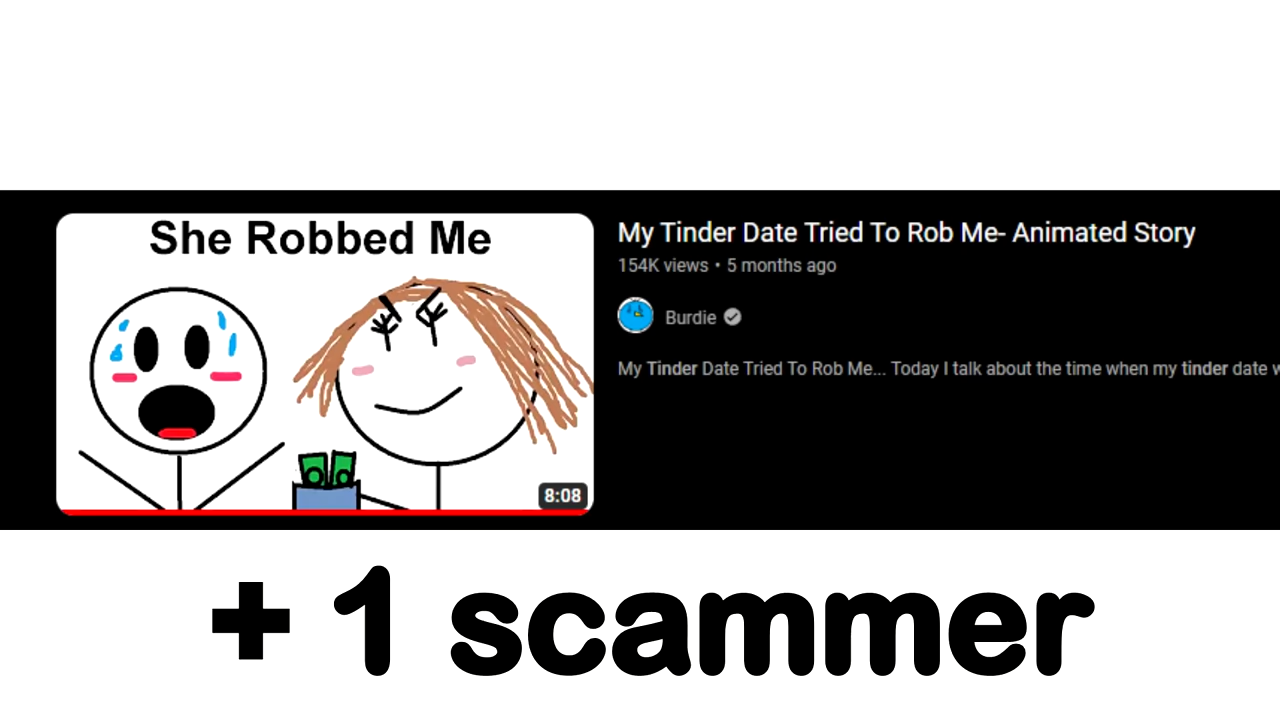 She Robbed Me
8:08
My Tinder Date Tried To Rob Me- Animated Story
154K views • 5 months ago
Burdie
My Tinder Date Tried To Rob Me... Today I talk about the time when my tinder date
+ 1 scammer